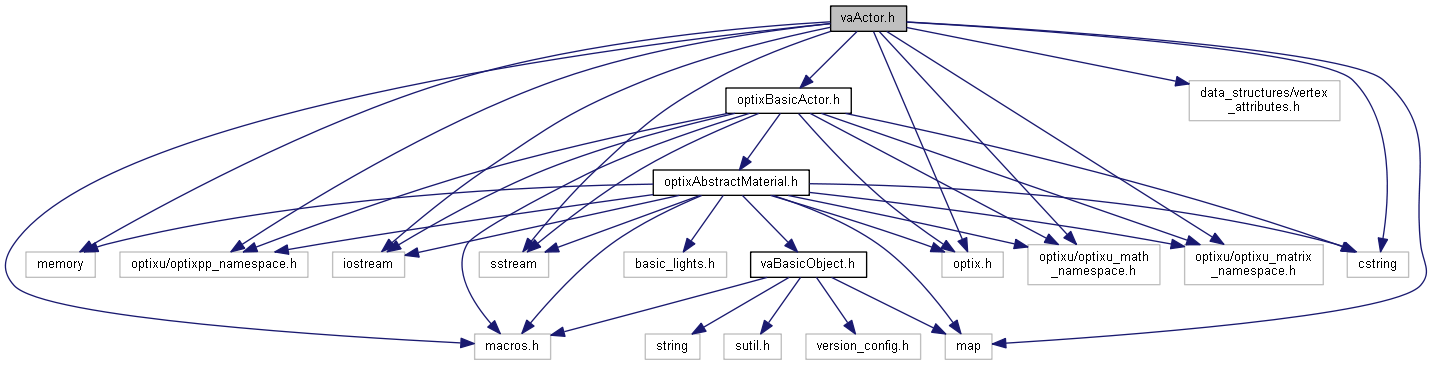 vaActor.h
optixBasicActor.h
data_structures/vertex
_attributes.h
optixAbstractMaterial.h
memory
optixu/optixpp_namespace.h
iostream
sstream
basic_lights.h
vaBasicObject.h
optix.h
optixu/optixu_math
_namespace.h
optixu/optixu_matrix
_namespace.h
cstring
macros.h
string
sutil.h
version_config.h
map